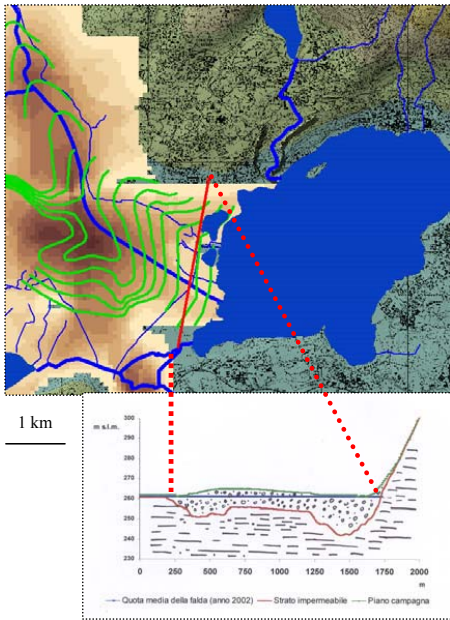 1 km
m s.l.m.
300
290
280
270
260
250
240
230
0 250 500 750 1000 1250 1500 1750 2000
m
Quota media della falda (anno 2002) Strato impermeabile Piano campagna